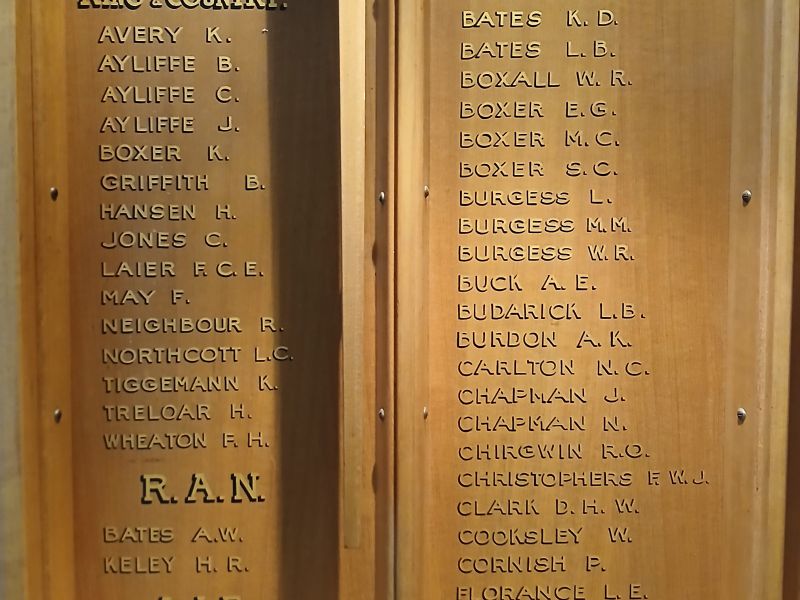 KING & COUNTRY.
AVERY K.
AYLIFFE B.
AYLIFFE C.
AYLIFFE J.
BOXER K.
GRIFFITH B.
HANSEN H.
JONES C.
LAIER F. C. E.
MAY F.
NEIGHBOUR R.
NORTHCOTT L.C.
TIGGEMANN K.
TRELOAR H.
WHEATON F. H.
R.A.N.
BATES A.W.
KELEY H. R.
BATES K. D.
BATES L. B.
BOXALL W. R.
BOXER E. G.
BOXER M. C.
BOXER S. C.
BURGESS L.
BURGESS M. M.
BURGESS W. R.
BUCK A. E.
BUDARICK L. B.
BURDON A. K.
CARLTON N. C.
CHAPMAN J.
CHAPMAN N.
CHIRGWIN R.O.
CHRISTOPHERS F. W. J.
CLARK D. H. W.
COOKSLEY W.
CORNISH P.
FLORANCE L. E.